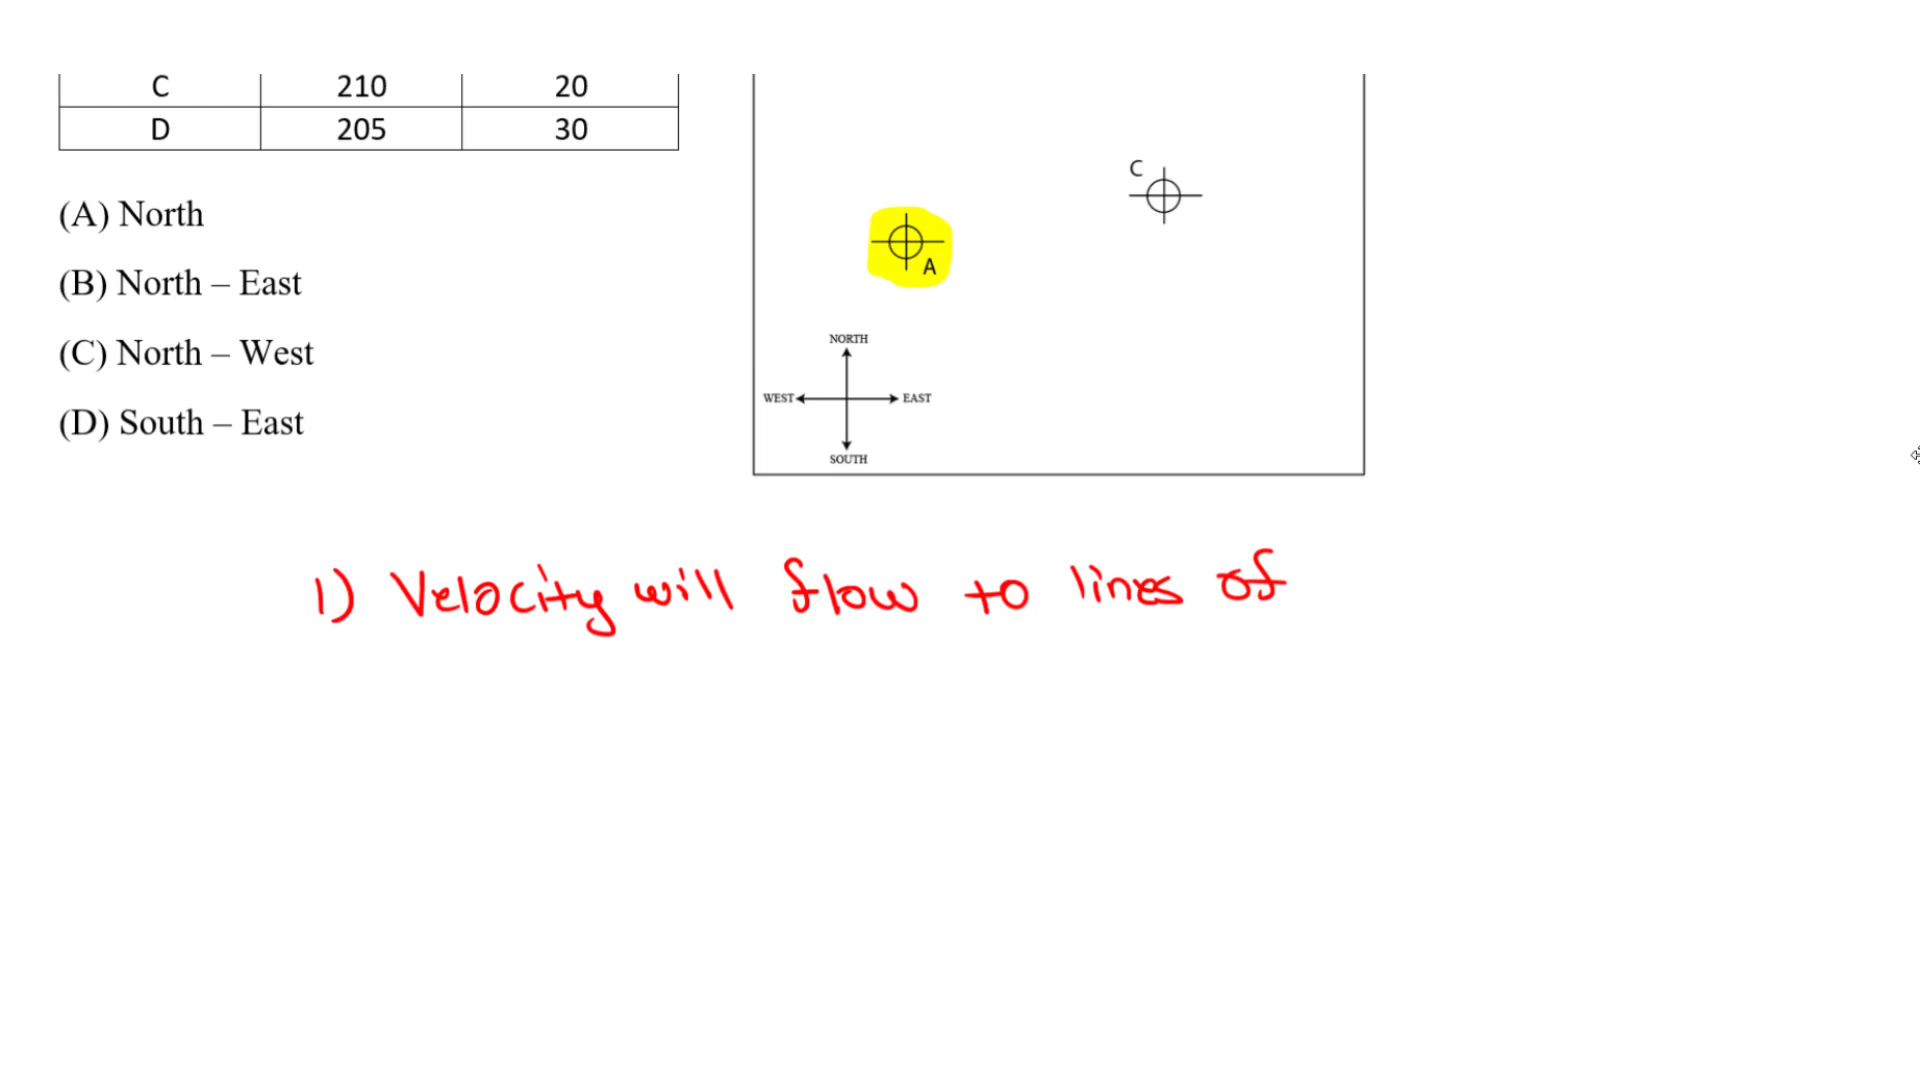 C 210 20
D 205 30
C
(A) North
A
(B) North – East
NORTH
(C) North – West
WEST EAST
(D) South – East
SOUTH
1) Velocity will flow to lines of